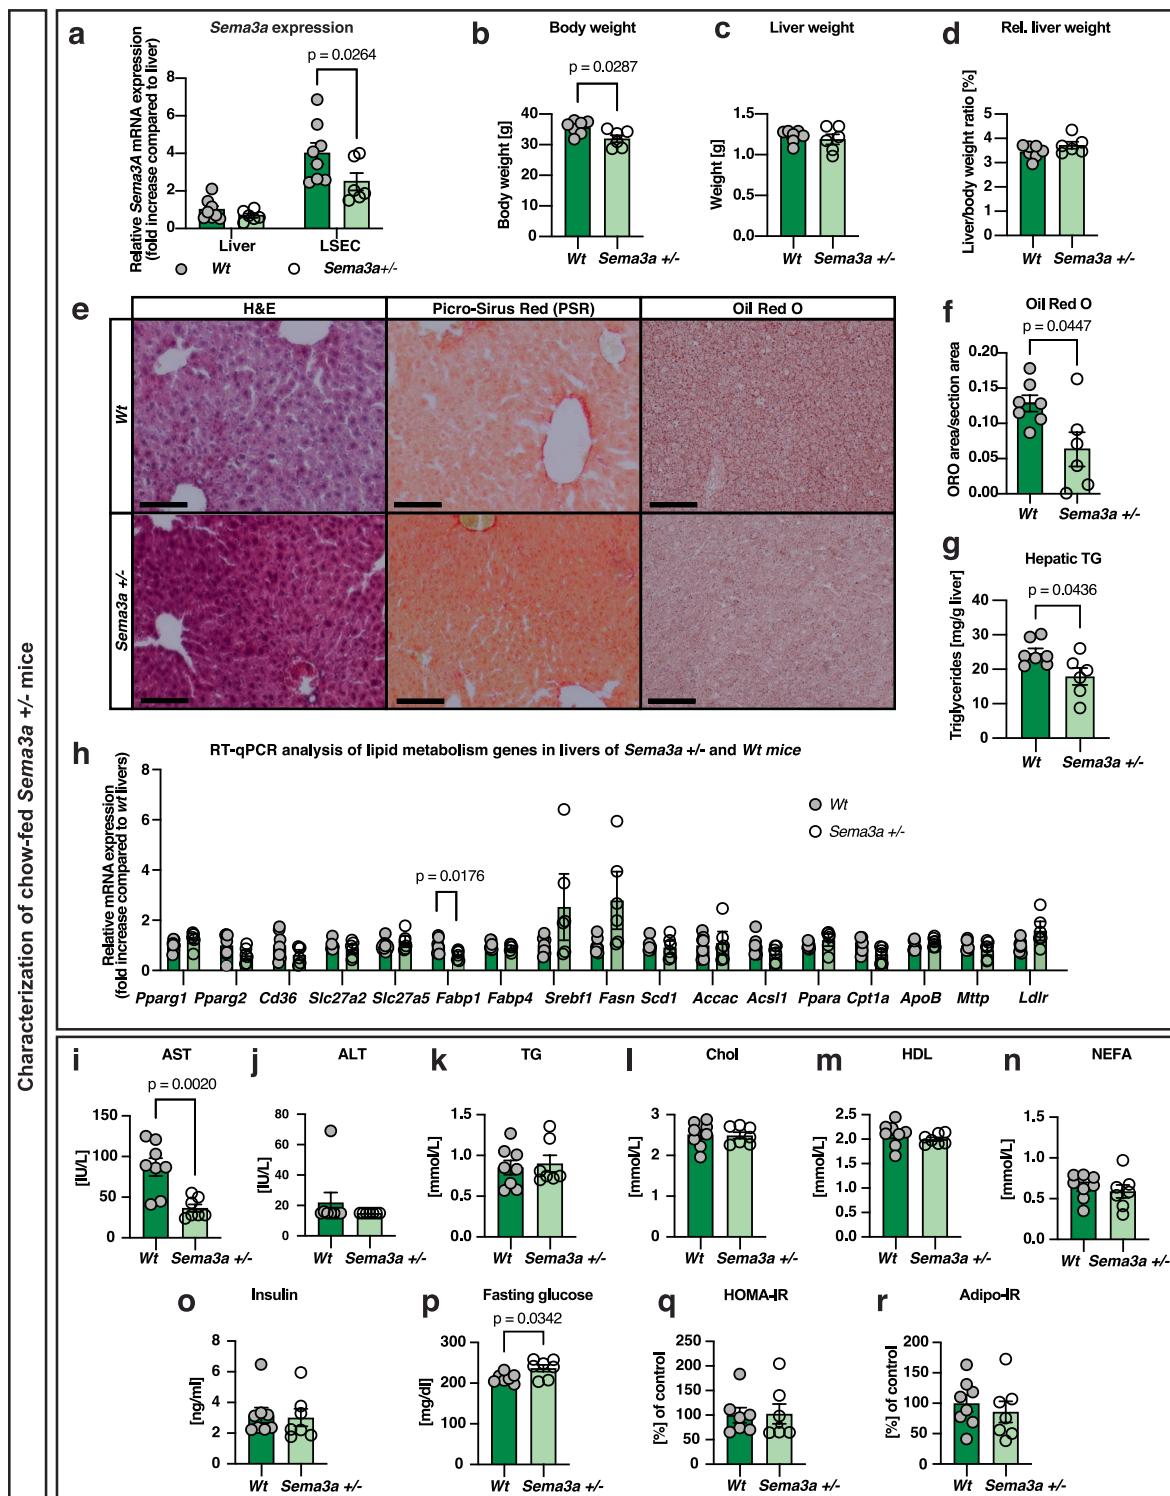 Characterization of chow-fed Sema3a +/- mice
a
Sema3a expression
p = 0.0264
Relative Sema3A mRNA expression
(fold increase compared to liver)
8
6
4
2
0
Liver
LSEC
Wt
Sema3a+/-
b
Body weight
p = 0.0287
Body weight [g]
40
30
20
10
0
Wt
Sema3a +/-
c
Liver weight
Weight [g]
1.5
1.0
0.5
0.0
Wt
Sema3a +/-
d
Rel. liver weight
Liver/body weight ratio [%]
5
4
3
2
1
0
Wt
Sema3a +/-
e
H&E
Picro-Sirus Red (PSR)
Oil Red O
Wt
Sema3a +/-
f
Oil Red O
p = 0.0447
ORO area/section area
0.20
0.15
0.10
0.05
0.00
Wt
Sema3a +/-
g
Hepatic TG
p = 0.0436
Triglycerides [mg/g liver]
40
30
20
10
0
Wt
Sema3a +/-
h
RT-qPCR analysis of lipid metabolism genes in livers of Sema3a +/- and Wt mice
Relative mRNA expression
(fold increase compared to wt livers)
8
6
4
2
0
p = 0.0176
Wt
Sema3a +/-
Pparg1 Pparg2 Cd36 Slc27a2 Slc27a5 Fabp1 Fabp4 Srebf1 Fasn Scd1 Accac Acsl1 Ppara Cpt1a ApoB Mttp Ldlr
i
AST
p = 0.0020
[IU/L]
150
100
50
0
Wt
Sema3a +/-
j
ALT
[IU/L]
80
60
40
20
0
Wt
Sema3a +/-
k
TG
[mmol/L]
1.5
1.0
0.5
0.0
Wt
Sema3a +/-
l
Chol
[mmol/L]
3
2
1
0
Wt
Sema3a +/-
m
HDL
[mmol/L]
2.5
2.0
1.5
1.0
0.5
0.0
Wt
Sema3a +/-
n
NEFA
[mmol/L]
1.5
1.0
0.5
0.0
Wt
Sema3a +/-
o
Insulin
[ng/ml]
8
6
4
2
0
Wt
Sema3a +/-
p
Fasting glucose
p = 0.0342
[mg/dl]
300
200
100
0
Wt
Sema3a +/-
q
HOMA-IR
[%] of control
250
200
150
100
50
0
Wt
Sema3a +/-
r
Adipo-IR
[%] of control
200
150
100
50
0
Wt
Sema3a +/-